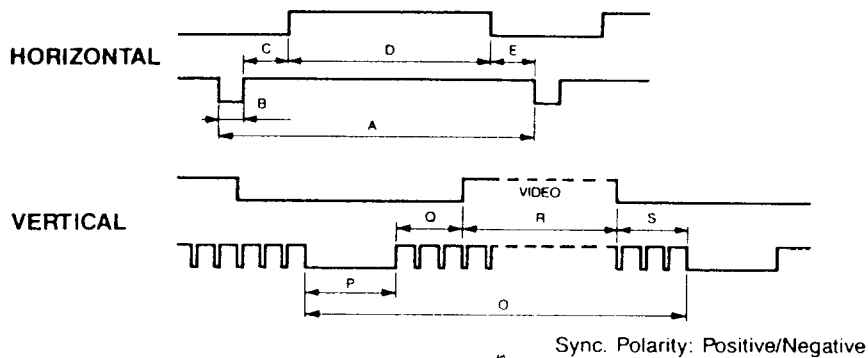 HORIZONTAL
C D E
B
A
VERTICAL
VIDEO
Q R S
P
O
Sync. Polarity: Positive/Negative